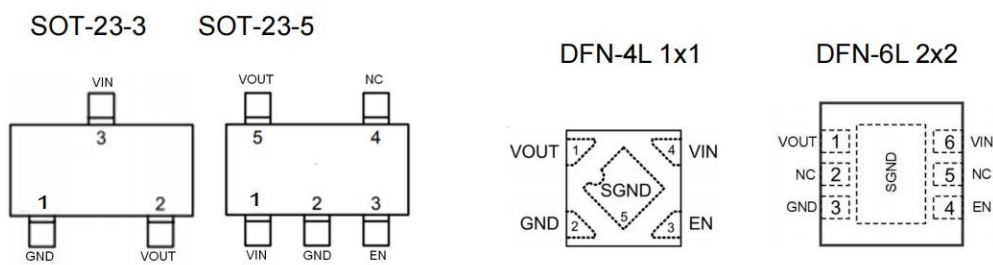 SOT-23-3 SOT-23-5
DFN-4L 1x1 DFN-6L 2x2
VIN
3
1 2
GND VOUT
VOUT NC
5 4
1 2 3
VIN GND EN
VOUT 1 4 VIN
SGND
5
GND 2 3 EN
VOUT 1 6 VIN
NC 2 5 NC
GND 3 4 EN
SGND